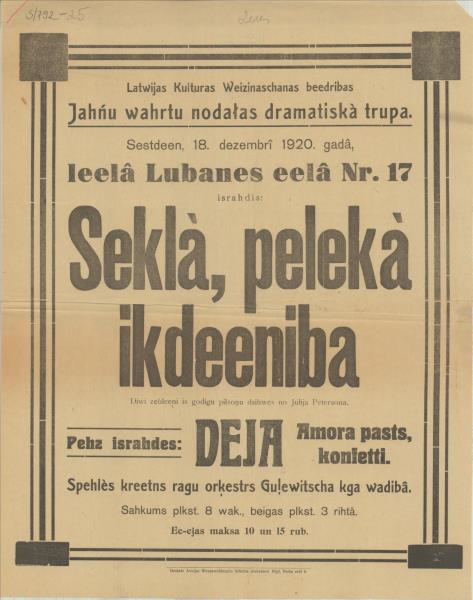 S/792-25
Latwijas Kulturas Weizinaschanas beedribas
Jahńu wahrtu nodałas dramatiskà trupa.
Sestdeen, 18. dezembrî 1920. gadâ,
leelâ Lubanes eelâ Nr. 17
israhdis:
Seklà, pelekà
ikdeeniba
Diwi zehleeni is godigu pilsoņu dsihwes no Julija Petersona.
Pehz israhdes: DEJA Amora pasts,
konfetti.
Spehlès kreetns ragu orķestrs Guļewitscha kga wadibâ.
Sahkums plkst. 8 wak., beigas plkst. 3 rihtâ.
Ee-ejas maksa 10 un 15 rub.